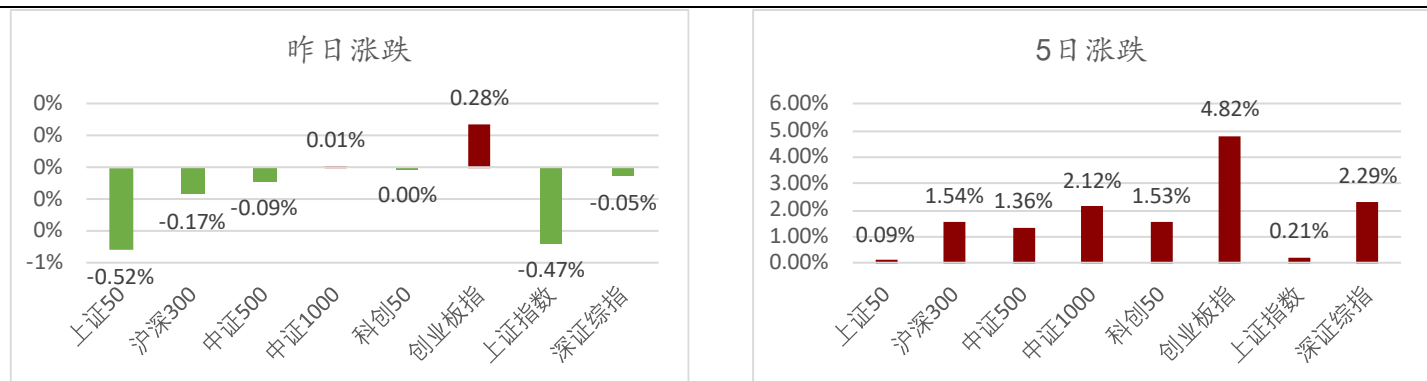 昨日涨跌
0%
0%
0%
0%
0%
-1%
-0.52%
-0.17%
-0.09%
0.01%
0.00%
0.28%
-0.47%
-0.05%
上证50
沪深300
中证500
中证1000
科创50
创业板指
上证指数
深证综指
5日涨跌
6.00%
5.00%
4.00%
3.00%
2.00%
1.00%
0.00%
0.09%
1.54%
1.36%
2.12%
1.53%
4.82%
0.21%
2.29%
上证50
沪深300
中证500
中证1000
科创50
创业板指
上证指数
深证综指